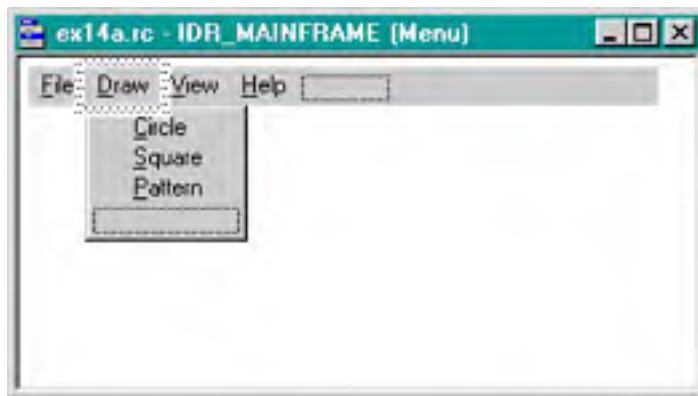 ex14a.rc - IDR_MAINFRAME (Menu)
File Draw View Help
Circle
Square
Pattern